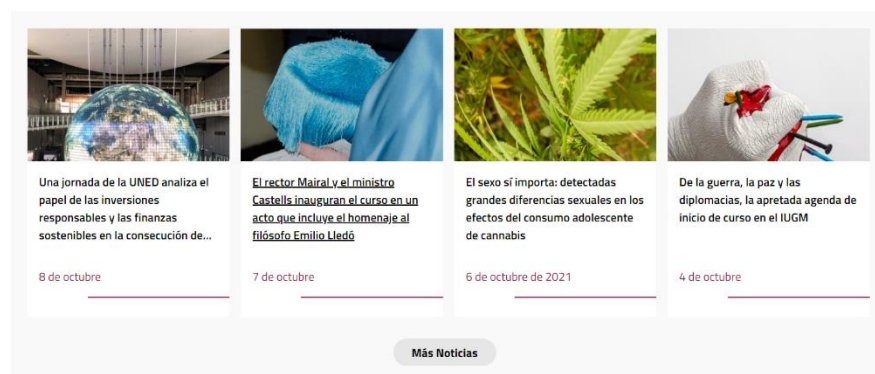 Una jornada de la UNED analiza el
papel de las inversiones
responsables y las finanzas
sostenibles en la consecución de...
8 de octubre
El rector Mairal y el ministro
Castells inauguran el curso en un
acto que incluye el homenaje al
filósofo Emilio Lledó
7 de octubre
El sexo sí importa: detectadas
grandes diferencias sexuales en los
efectos del consumo adolescente
de cannabis
6 de octubre de 2021
De la guerra, la paz y las
diplomacias, la apretada agenda de
inicio de curso en el IUGM
4 de octubre
Más Noticias